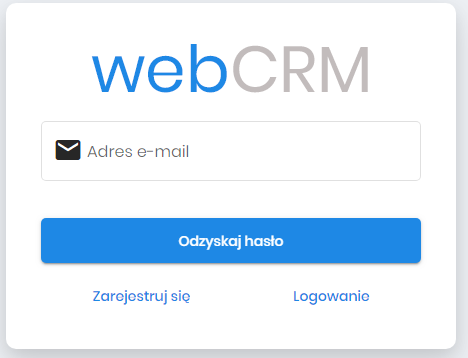 webCRM
Adres e-mail
Odzyskaj hasło
Zarejestruj się
Logowanie